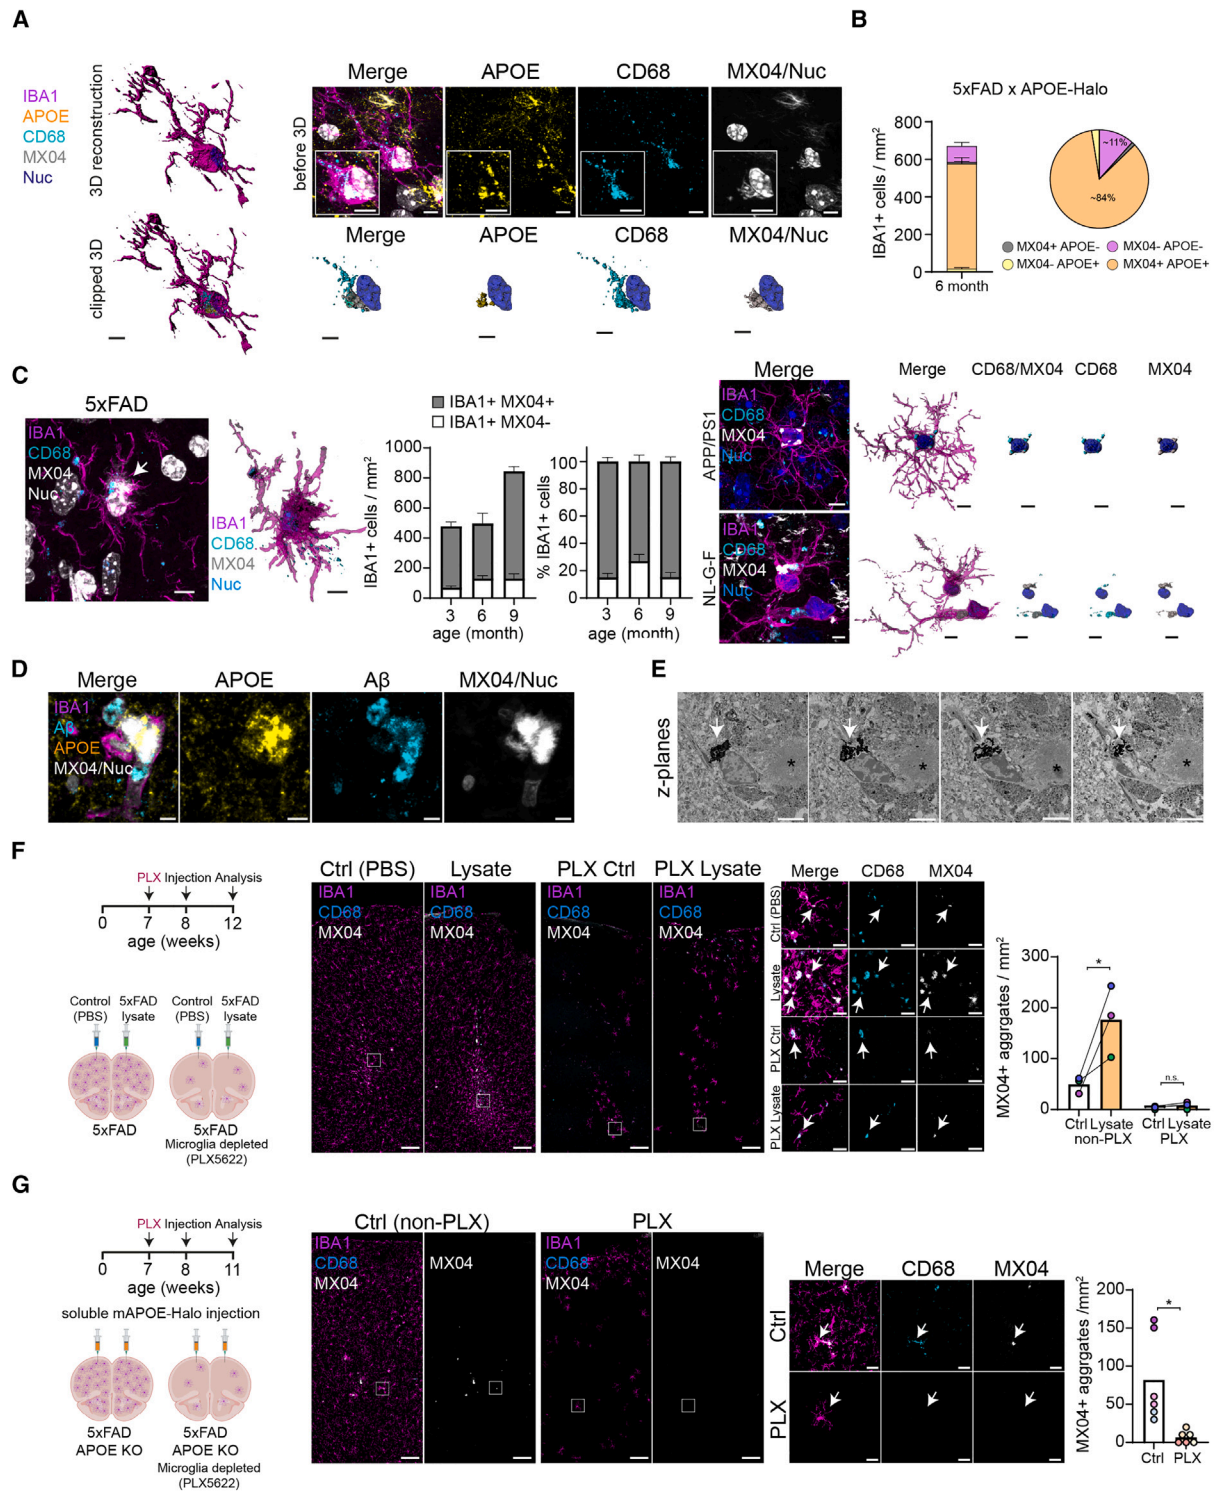 A
IBA1
APOE
CD68
MX04
Nuc
3D reconstruction
clipped 3D
before 3D
Merge
APOE
CD68
MX04/Nuc
Merge
APOE
CD68
MX04/Nuc
B
5xFAD x APOE-Halo
IBA1+ cells / mm²
800
600
400
200
0
6 month
~11%
~84%
MX04+ APOE-
MX04- APOE-
MX04- APOE+
MX04+ APOE+
C
5xFAD
IBA1
CD68
MX04
Nuc
IBA1
CD68
MX04
Nuc
IBA1+ MX04+
IBA1+ MX04-
IBA1+ cells / mm²
1000
800
600
400
200
0
3 6 9
age (month)
% IBA1+ cells
100
80
60
40
20
0
3 6 9
age (month)
Merge
APP/PS1
IBA1
CD68
MX04
Nuc
NL-G-F
IBA1
CD68
MX04
Nuc
Merge
CD68/MX04
CD68
MX04
D
Merge
APOE
Aβ
MX04/Nuc
IBA1
Aβ
APOE
MX04/Nuc
E
z-planes
*
*
*
*
F
PLX Injection Analysis
0 7 8 12
age (weeks)
Control (PBS)
5xFAD lysate
Control (PBS)
5xFAD lysate
5xFAD
5xFAD
Microglia depleted
(PLX5622)
Ctrl (PBS)
Lysate
PLX Ctrl
PLX Lysate
IBA1
CD68
MX04
IBA1
CD68
MX04
IBA1
CD68
MX04
IBA1
CD68
MX04
Merge
CD68
MX04
Ctrl (PBS)
Lysate
PLX Ctrl
PLX Lysate
MX04+ aggrgates / mm²
300
200
100
0
*
n.s.
Ctrl Lysate
non-PLX
Ctrl Lysate
PLX
G
PLX Injection Analysis
0 7 8 11
age (weeks)
soluble mAPOE-Halo injection
5xFAD
APOE KO
5xFAD
APOE KO
Microglia depleted
(PLX5622)
Ctrl (non-PLX)
PLX
IBA1
CD68
MX04
MX04
IBA1
CD68
MX04
MX04
Merge
CD68
MX04
Ctrl
PLX
MX04+ aggrgates /mm²
200
150
100
50
0
*
Ctrl PLX